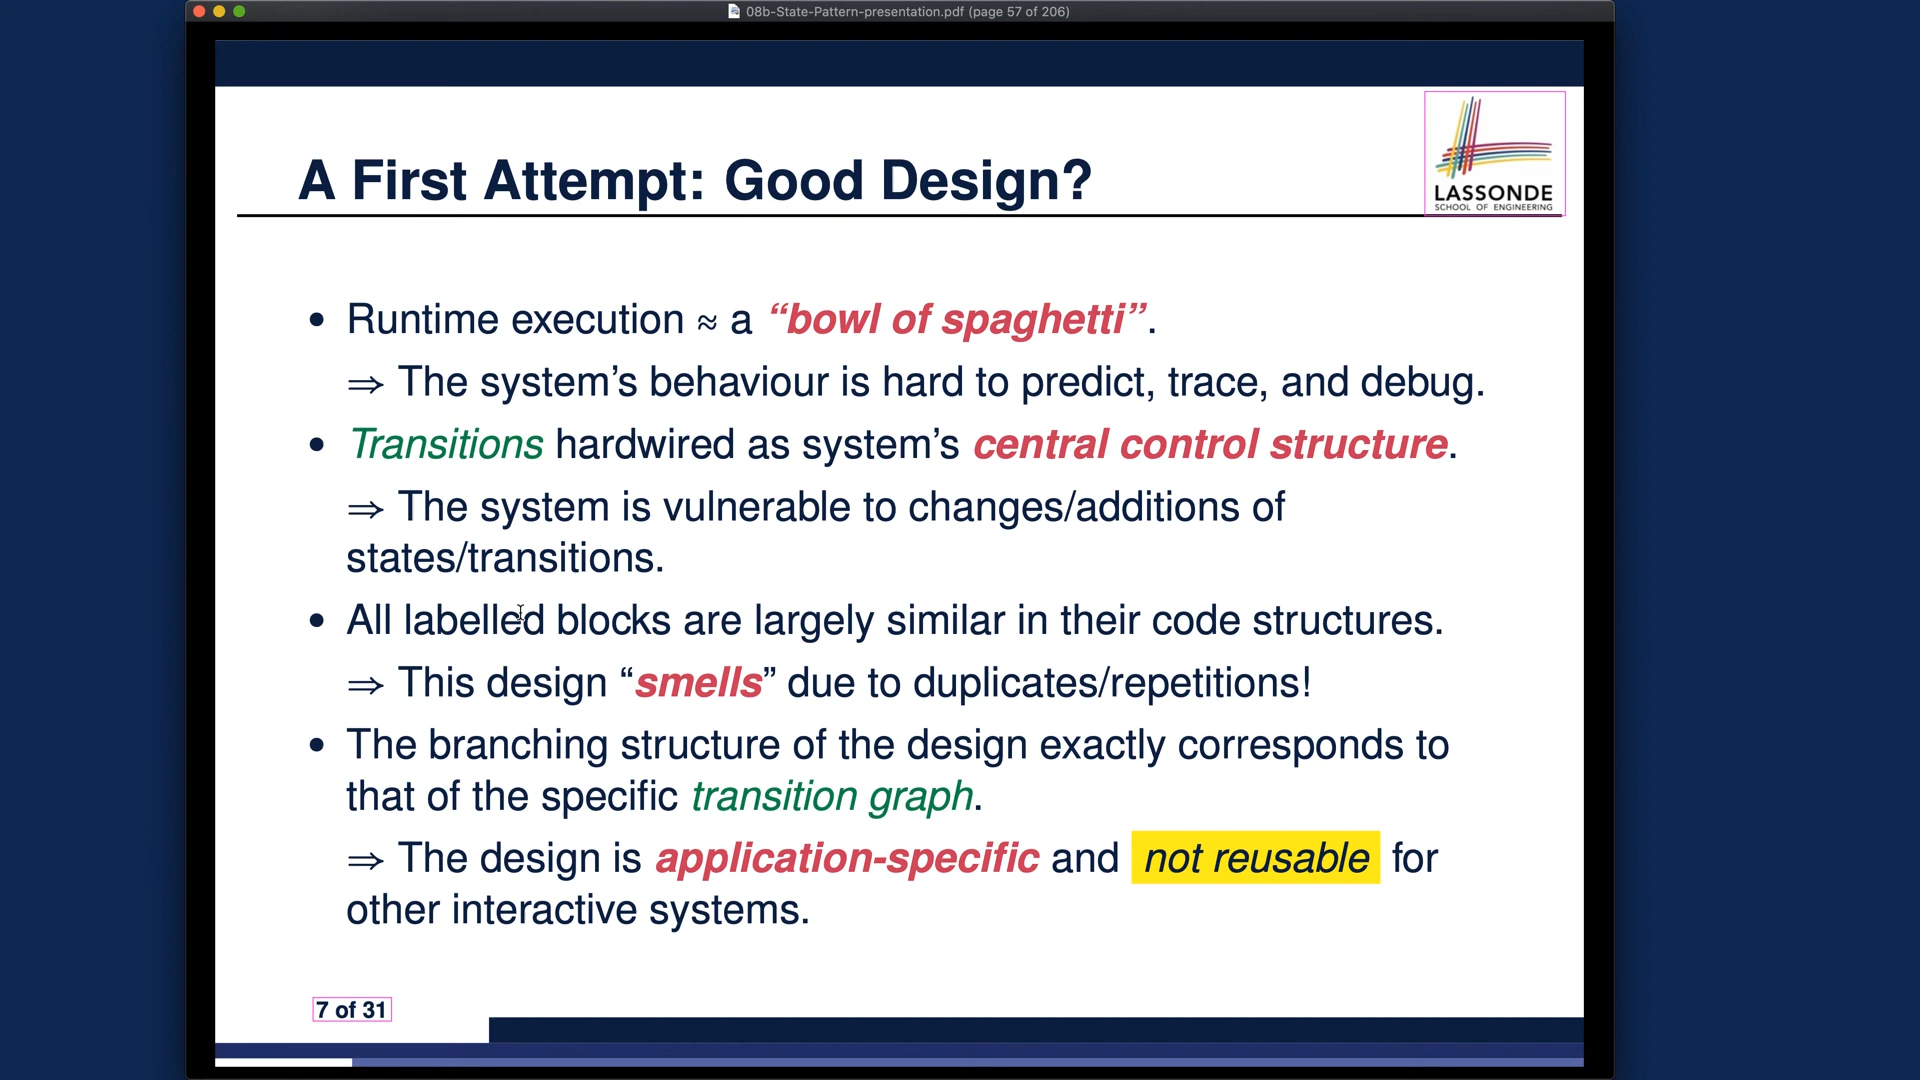 08b-State-Pattern-presentation.pdf (page 57 of 206)
LASSONDE
SCHOOL OF ENGINEERING
A First Attempt: Good Design?
• Runtime execution ≈ a “bowl of spaghetti”.
⇒ The system’s behaviour is hard to predict, trace, and debug.
• Transitions hardwired as system’s central control structure.
⇒ The system is vulnerable to changes/additions of
states/transitions.
• All labelled blocks are largely similar in their code structures.
⇒ This design “smells” due to duplicates/repetitions!
• The branching structure of the design exactly corresponds to
that of the specific transition graph.
⇒ The design is application-specific and not reusable for
other interactive systems.
7 of 31